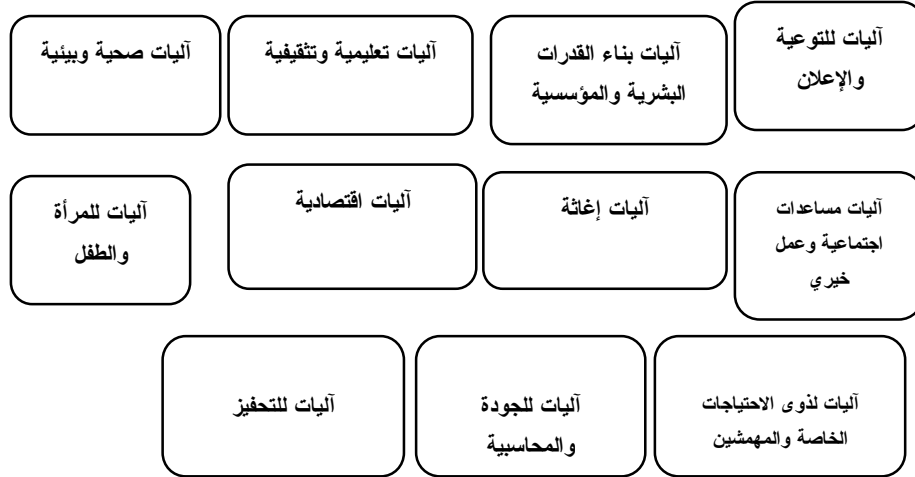 آليات للتوعية
والإعلان
آليات بناء القدرات
البشرية والمؤسسية
آليات تعليمية وتثقيفية
آليات صحية وبيئية
آليات مساعدات
اجتماعية وعمل
خيري
آليات إغاثة
آليات اقتصادية
آليات للمرأة
والطفل
آليات لذوى الاحتياجات
الخاصة والمهمشين
آليات للجودة
والمحاسبية
آليات للتحفيز